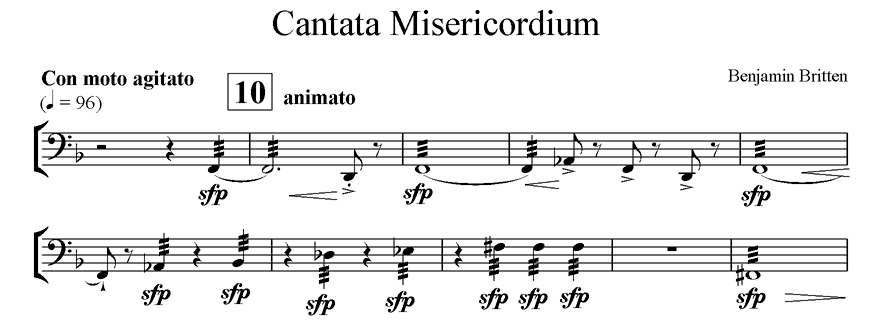 Cantata Misericordium
Con moto agitato
Benjamin Britten
(♩ = 96)
10 animato
sfp sfp sfp
sfp sfp sfp sfp sfp sfp sfp sfp